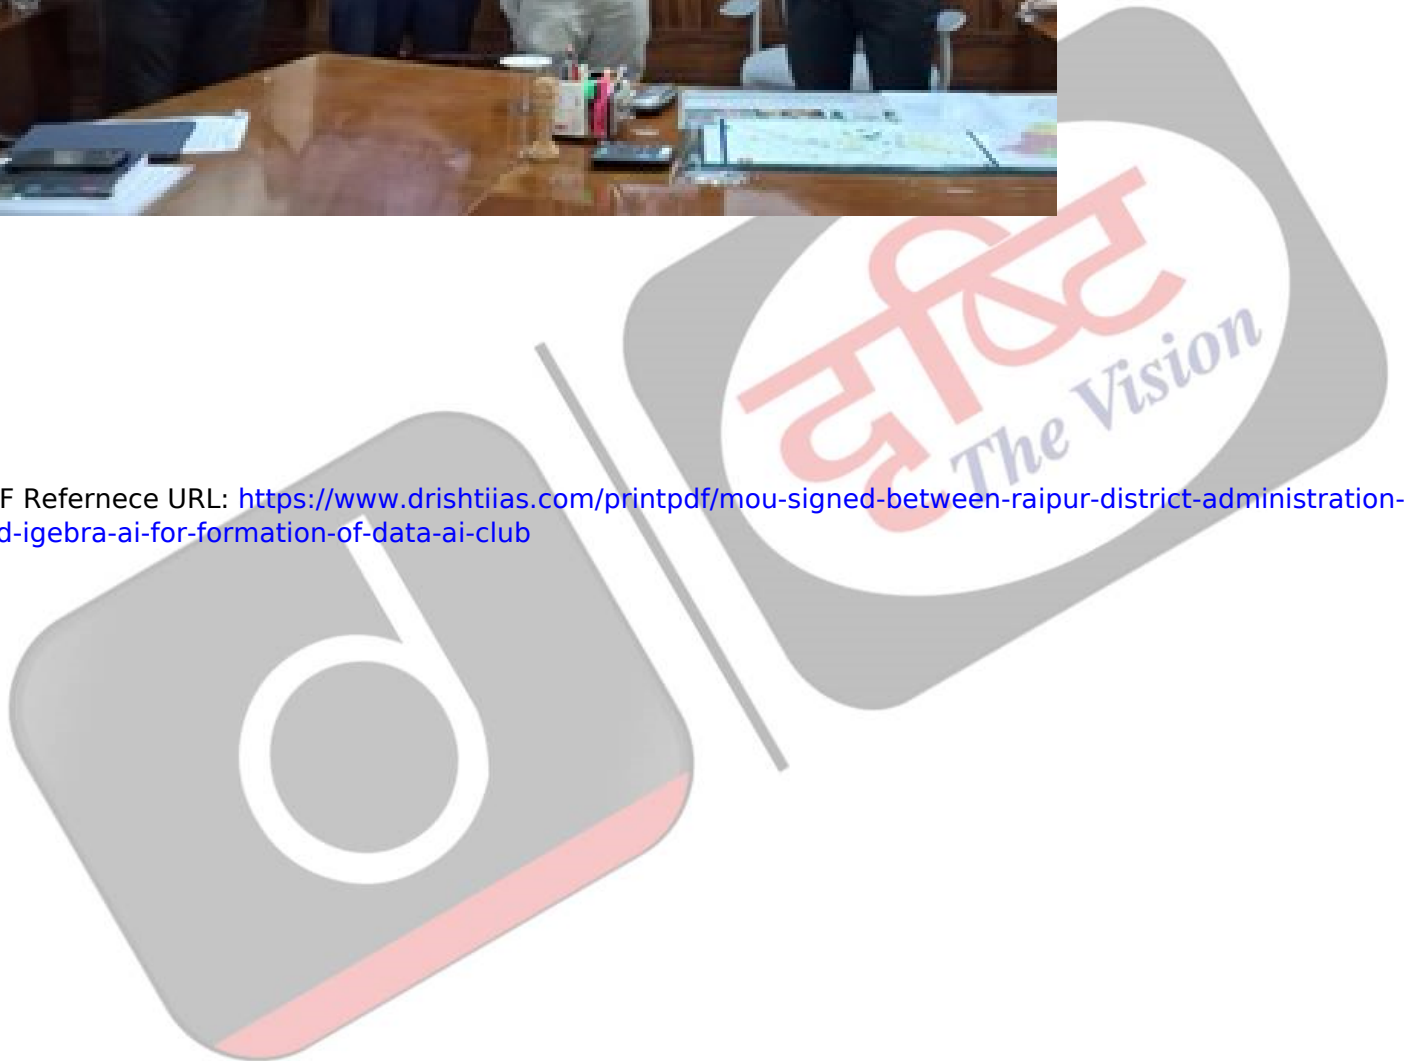 दृष्टि
The Vision
F Refernece URL: https://www.drishtiias.com/printpdf/mou-signed-between-raipur-district-administration-
d-igebra-ai-for-formation-of-data-ai-club
d